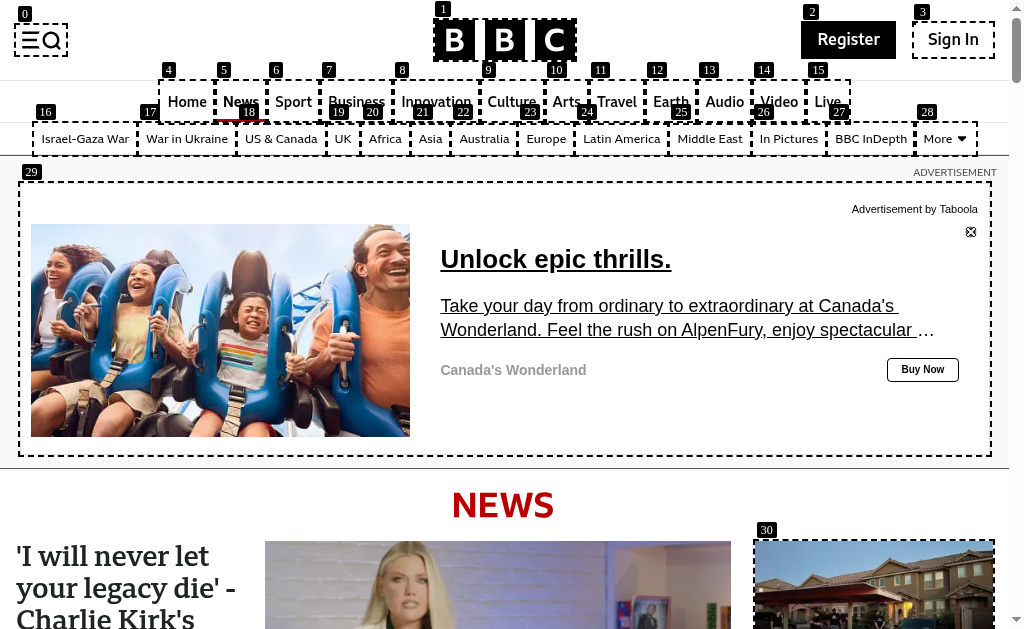 0
1
2
3
BBC
Register
Sign In
4
5
6
7
8
9
10
11
12
13
14
15
Home
News
Sport
Business
Innovation
Culture
Arts
Travel
Earth
Audio
Video
Live
16
17
18
19
20
21
22
23
24
25
26
27
28
Israel-Gaza War
War in Ukraine
US & Canada
UK
Africa
Asia
Australia
Europe
Latin America
Middle East
In Pictures
BBC InDepth
More
29
ADVERTISEMENT
Advertisement by Taboola
Unlock epic thrills.
Take your day from ordinary to extraordinary at Canada's
Wonderland. Feel the rush on AlpenFury, enjoy spectacular …
Canada's Wonderland
Buy Now
NEWS
30
'I will never let
your legacy die' -
Charlie Kirk's